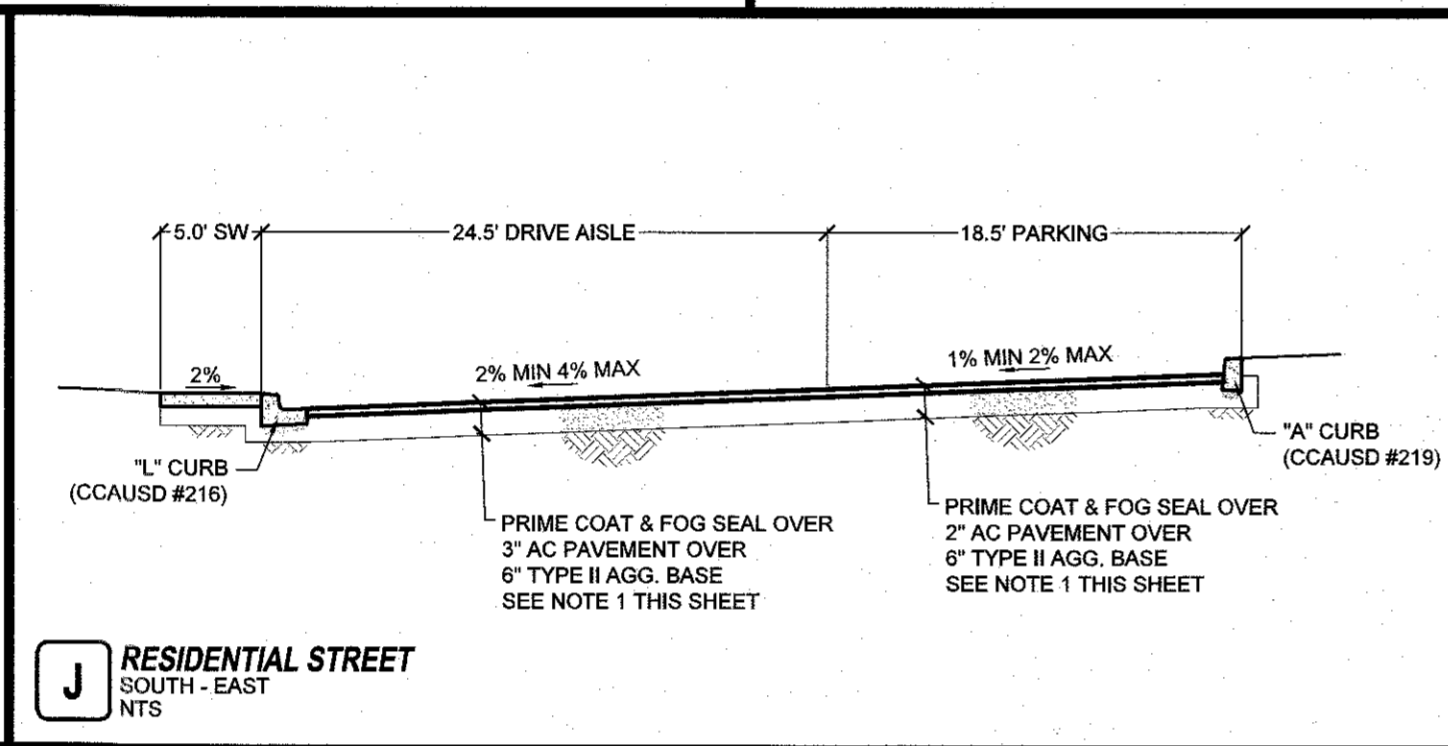 5.0' SW
24.5' DRIVE AISLE
18.5' PARKING
2%
2% MIN 4% MAX
1% MIN 2% MAX
"L" CURB
(CCAUSD #216)
"A" CURB
(CCAUSD #219)
PRIME COAT & FOG SEAL OVER
3" AC PAVEMENT OVER
6" TYPE II AGG. BASE
SEE NOTE 1 THIS SHEET
PRIME COAT & FOG SEAL OVER
2" AC PAVEMENT OVER
6" TYPE II AGG. BASE
SEE NOTE 1 THIS SHEET
J
RESIDENTIAL STREET
SOUTH - EAST
NTS